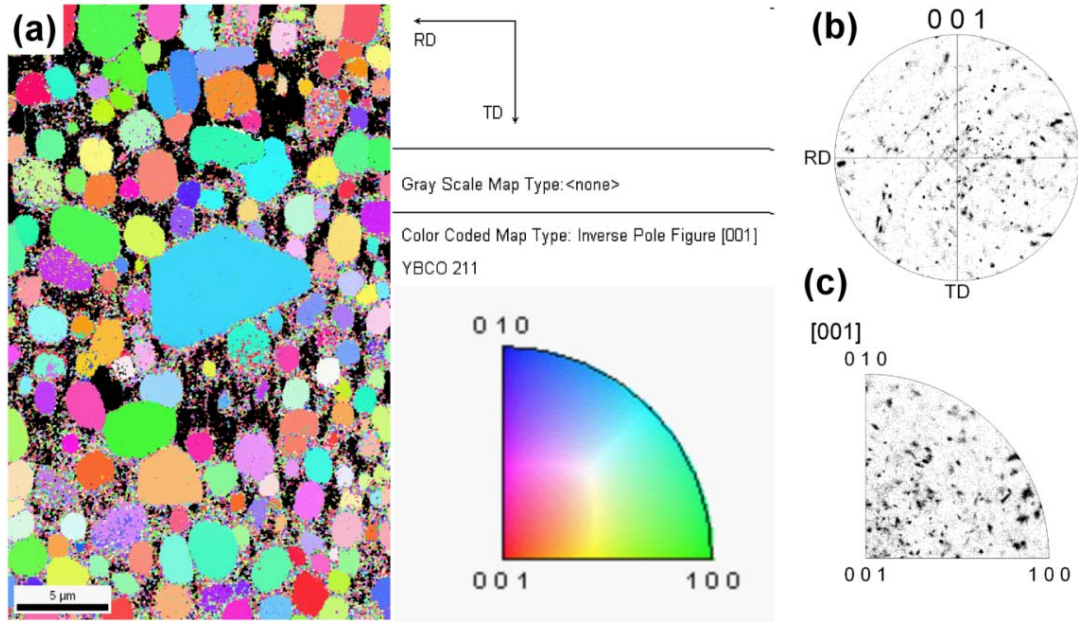 (a)
5 µm
RD
TD
Gray Scale Map Type:<none>
Color Coded Map Type: Inverse Pole Figure [001]
YBCO 211
0 1 0
0 0 1
1 0 0
(b)
0 0 1
RD
TD
(c)
[001]
0 1 0
0 0 1
1 0 0